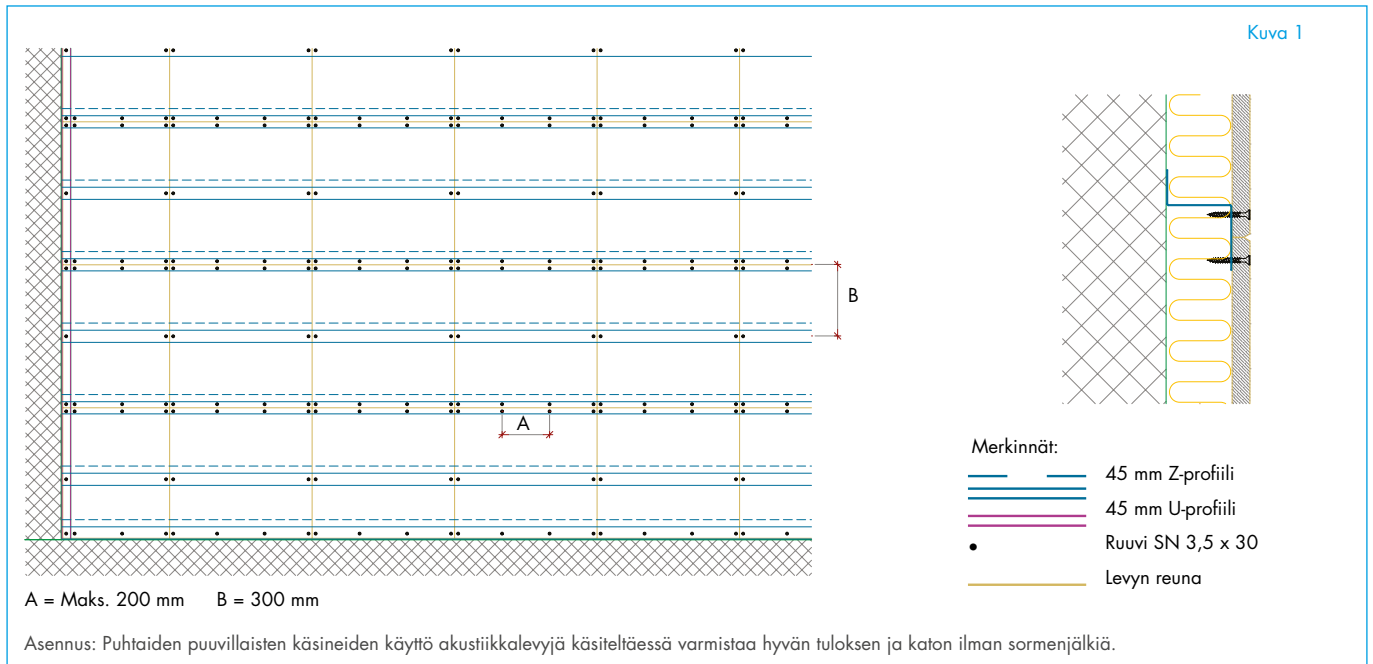 Kuva 1
B
A
Merkinnät:
45 mm Z-profiili
45 mm U-profiili
Ruuvi SN 3,5 x 30
Levyn reuna
A = Maks. 200 mm B = 300 mm
Asennus: Puhtaiden puuvillaisten käsineiden käyttö akustiikkalevyjä käsiteltäessä varmistaa hyvän tuloksen ja katon ilman sormenjälkiä.